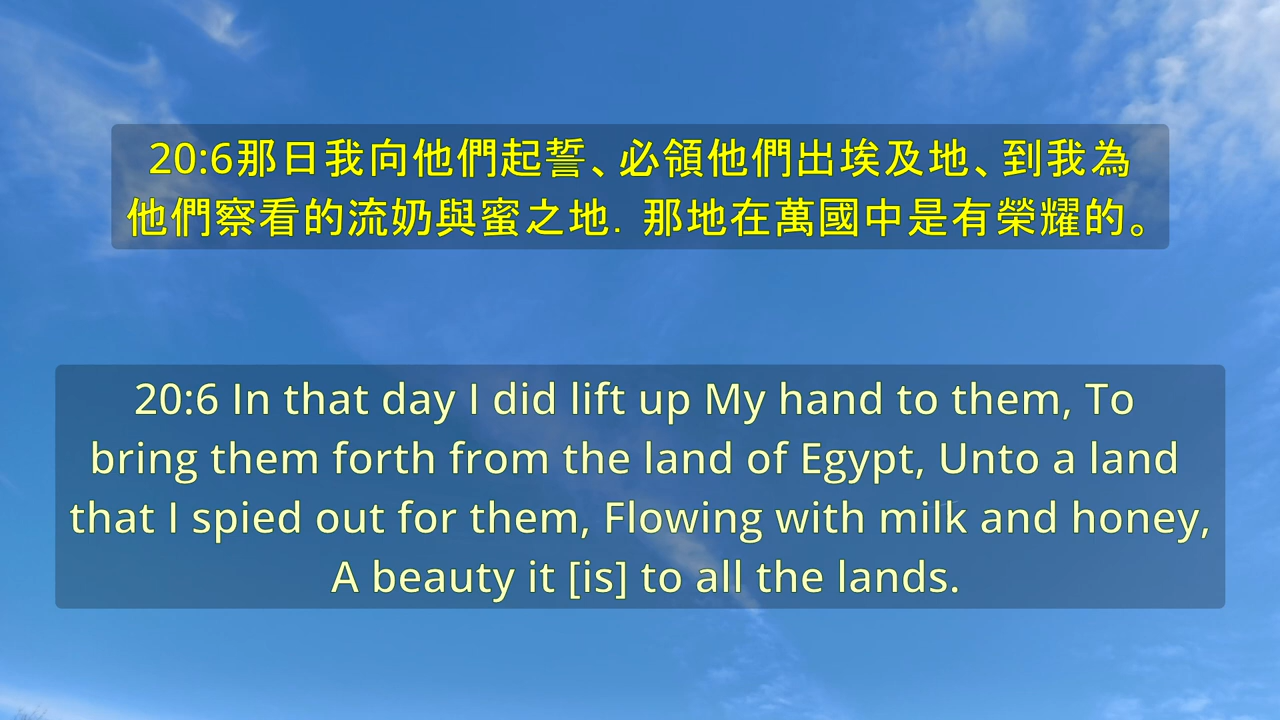 20:6那日我向他們起誓、必領他們出埃及地、到我為
他們察看的流奶與蜜之地．那地在萬國中是有榮耀的。
20:6 In that day I did lift up My hand to them, To
bring them forth from the land of Egypt, Unto a land
that I spied out for them, Flowing with milk and honey,
A beauty it [is] to all the lands.